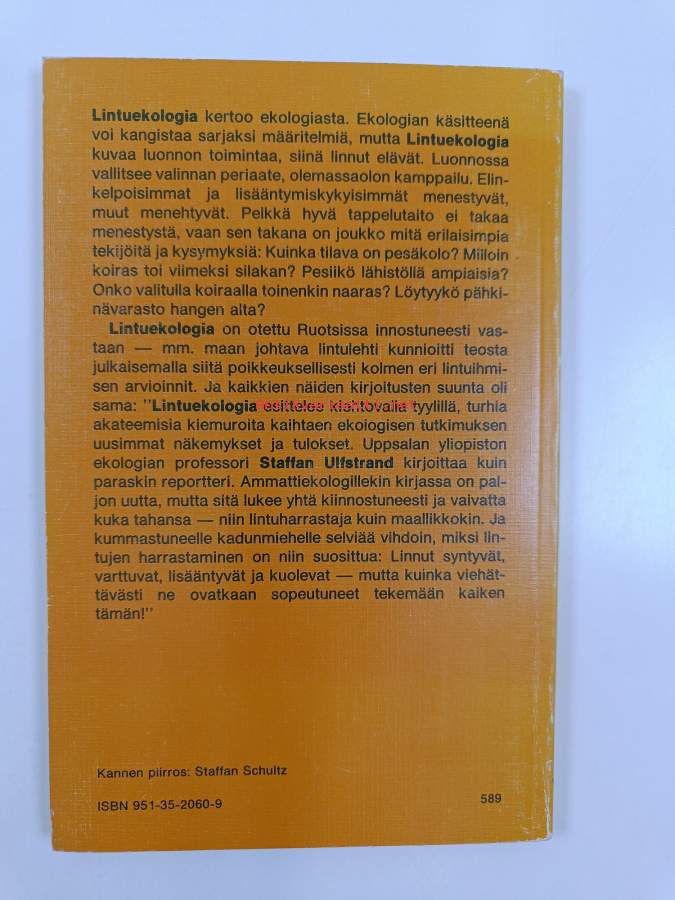 Lintuekologia kertoo ekologiasta. Ekologian käsitteenä
voi kangistaa sarjaksi määritelmiä, mutta Lintuekologia
kuvaa luonnon toimintaa, siinä linnut elävät. Luonnossa
vallitsee valinnan periaate, olemassaolon kamppailu. Elin-
kelpoisimmat ja lisääntymiskykyisimmät menestyvät,
muut menehtyvät. Pelkkä hyvä tappelutaito ei takaa
menestystä, vaan sen takana on joukko mitä erilaisimpia
tekijöitä ja kysymyksiä: Kuinka tilava on pesäkolo? Milloin
koiras toi viimeksi silakan? Pesiikö lähistöllä ampiaisia?
Onko valitulla koiraalla toinenkin naaras? Löytyykö pähki-
nävarasto hangen alta?
Lintuekologia on otettu Ruotsissa innostuneesti vas-
taan — mm. maan johtava lintulehti kunnioitti teosta
julkaisemalla siitä poikkeuksellisesti kolmen eri lintuihmi-
sen arvioinnit. Ja kaikkien näiden kirjoitusten suunta oli
sama: "Lintuekologia esittelee kiehtovalla tyylillä, turhia
akateemisia kiemuroita kaihtaen ekologisen tutkimuksen
uusimmat näkemykset ja tulokset. Uppsalan yliopiston
ekologian professori Staffan Ulfstrand kirjoittaa kuin
paraskin reportteri. Ammattiekologillekin kirjassa on pal-
jon uutta, mutta sitä lukee yhtä kiinnostuneesti ja vaivatta
kuka tahansa — niin lintuharrastaja kuin maallikkokin. Ja
kummastuneelle kadunmiehelle selviää vihdoin, miksi lin-
tujen harrastaminen on niin suosittua: Linnut syntyvät,
varttuvat, lisääntyvät ja kuolevat — mutta kuinka viehät-
tävästi ne ovatkaan sopeutuneet tekemään kaiken
tämän!"
Kannen piirros: Staffan Schultz
ISBN 951-35-2060-9
589